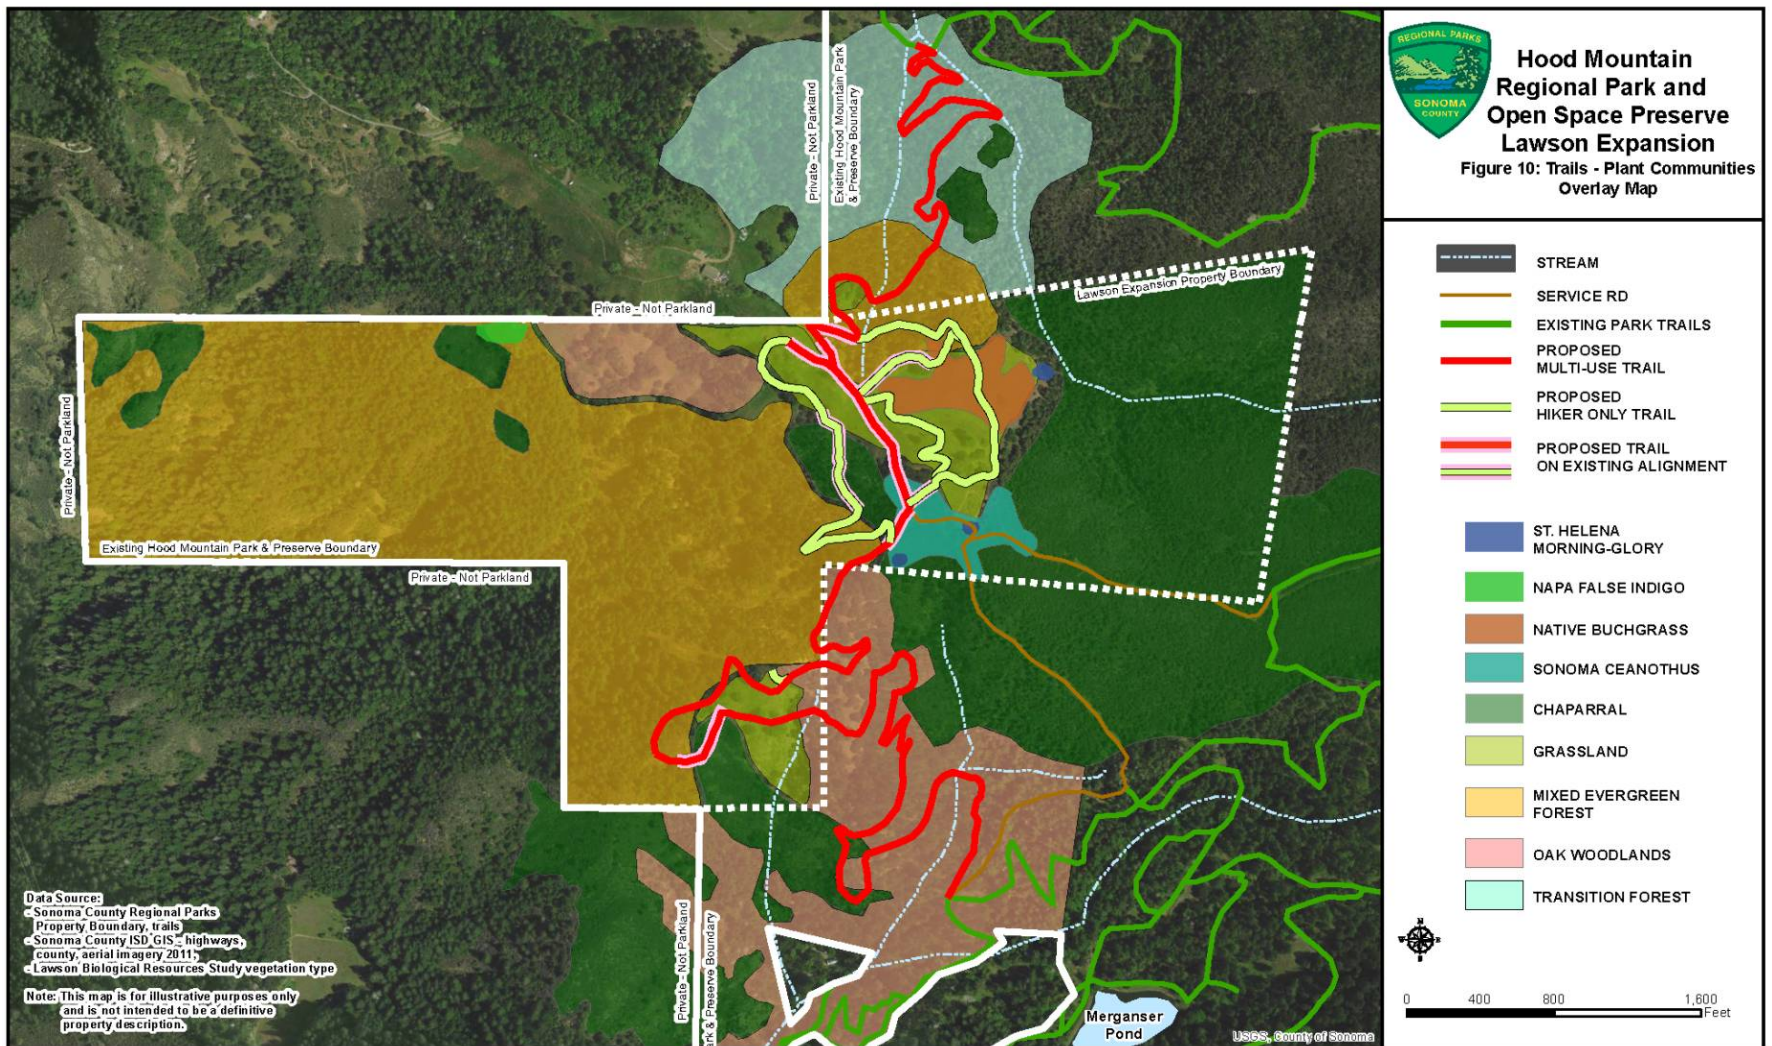 REGIONAL PARKS
SONOMA
COUNTY
Hood Mountain
Regional Park and
Open Space Preserve
Lawson Expansion
Figure 10: Trails - Plant Communities
Overlay Map
STREAM
SERVICE RD
EXISTING PARK TRAILS
PROPOSED
MULTI-USE TRAIL
PROPOSED
HIKER ONLY TRAIL
PROPOSED TRAIL
ON EXISTING ALIGNMENT
ST. HELENA
MORNING-GLORY
NAPA FALSE INDIGO
NATIVE BUCHGRASS
SONOMA CEANOTHUS
CHAPARRAL
GRASSLAND
MIXED EVERGREEN
FOREST
OAK WOODLANDS
TRANSITION FOREST
N
W E
S
0 400 800 1,600
Feet
Private - Not Parkland
Existing Hood Mountain Park
& Preserve Boundary
Private - Not Parkland
Lawson Expansion Property Boundary
Private - Not Parkland
Existing Hood Mountain Park & Preserve Boundary
Private - Not Parkland
Private - Not Parkland
ark & Preserve Boundary
Merganser
Pond
USGS, County of Sonoma
Data Source:
- Sonoma County Regional Parks
Property Boundary, trails
- Sonoma County ISD GIS - highways,
county, aerial imagery 2011;
- Lawson Biological Resources Study vegetation type
Note: This map is for illustrative purposes only
and is not intended to be a definitive
property description.